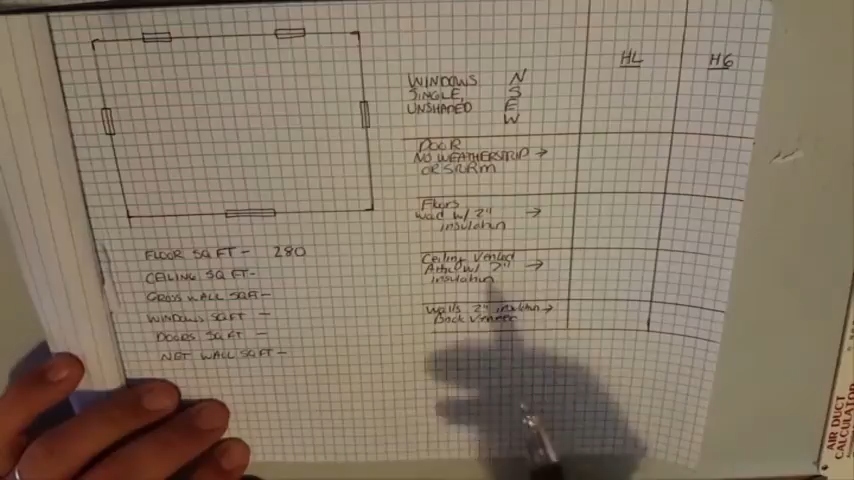 HL HG
WINDOWS N
SINGLE, S
UNSHADED E
W
DOOR
NO WEATHERSTRIP →
OR STORM
Floors
wood w/ 2" →
insulation
Ceiling Vented
Attic w/ 2" →
insulation
Walls 2" insulation →
FLOOR SQ FT - 280
CEILING SQ FT -
GROSS WALL SQ FT -
WINDOWS SQ FT -
DOORS SQ FT -
NET WALL SQ FT -
AIR DUCT
CALCULATOR